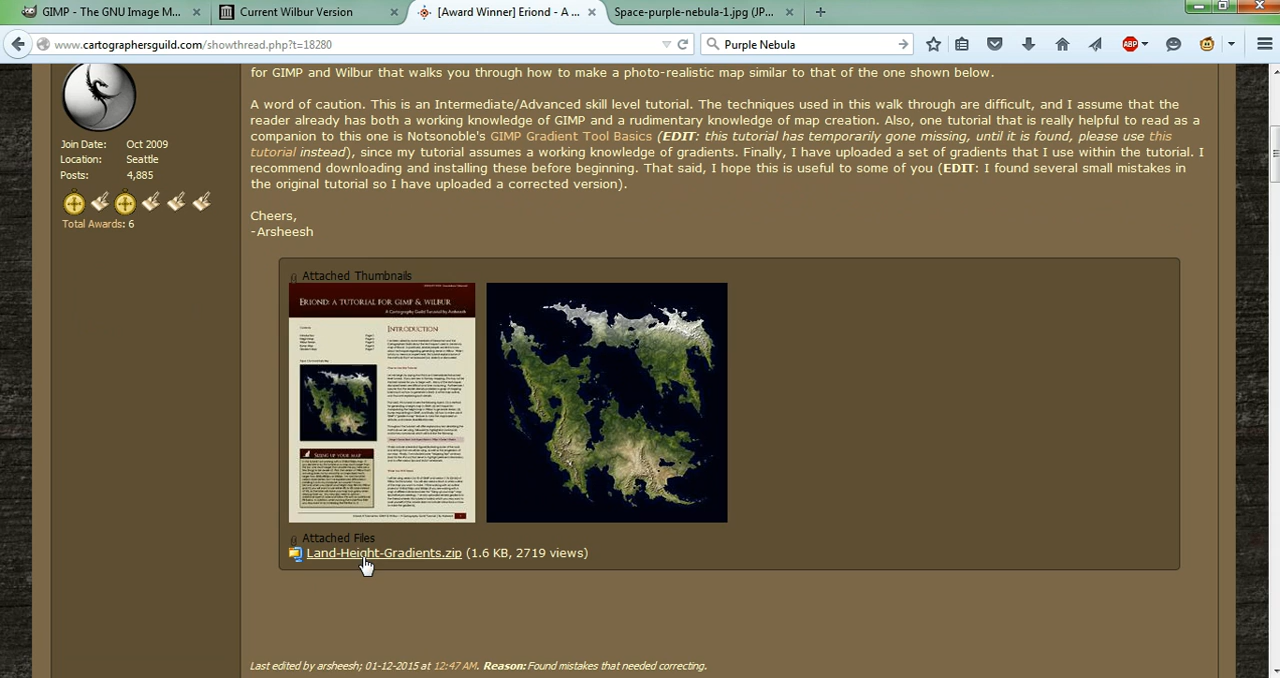 GIMP - The GNU Image M...
Current Wilbur Version
[Award Winner] Eriond - A ...
Space-purple-nebula-1.jpg (JP...
www.cartographersguild.com/showthread.php?t=18280
Purple Nebula
ABP
for GIMP and Wilbur that walks you through how to make a photo-realistic map similar to that of the one shown below.
A word of caution. This is an Intermediate/Advanced skill level tutorial. The techniques used in this walk through are difficult, and I assume that the
reader already has both a working knowledge of GIMP and a rudimentary knowledge of map creation. Also, one tutorial that is really helpful to read as a
companion to this one is Notsonoble's GIMP Gradient Tool Basics (EDIT: this tutorial has temporarily gone missing, until it is found, please use this
tutorial instead), since my tutorial assumes a working knowledge of gradients. Finally, I have uploaded a set of gradients that I use within the tutorial. I
recommend downloading and installing these before beginning. That said, I hope this is useful to some of you (EDIT: I found several small mistakes in
the original tutorial so I have uploaded a corrected version).
Cheers,
-Arsheesh
Join Date: Oct 2009
Location: Seattle
Posts: 4,885
Total Awards: 6
Attached Thumbnails
ERIOND: A TUTORIAL FOR GIMP & WILBUR
A Cartography Guild Tutorial by Arsheesh
INTRODUCTION
SIZING UP YOUR MAP
Attached Files
Land-Height-Gradients.zip (1.6 KB, 2719 views)
Last edited by arsheesh; 01-12-2015 at 12:47 AM. Reason: Found mistakes that needed correcting.